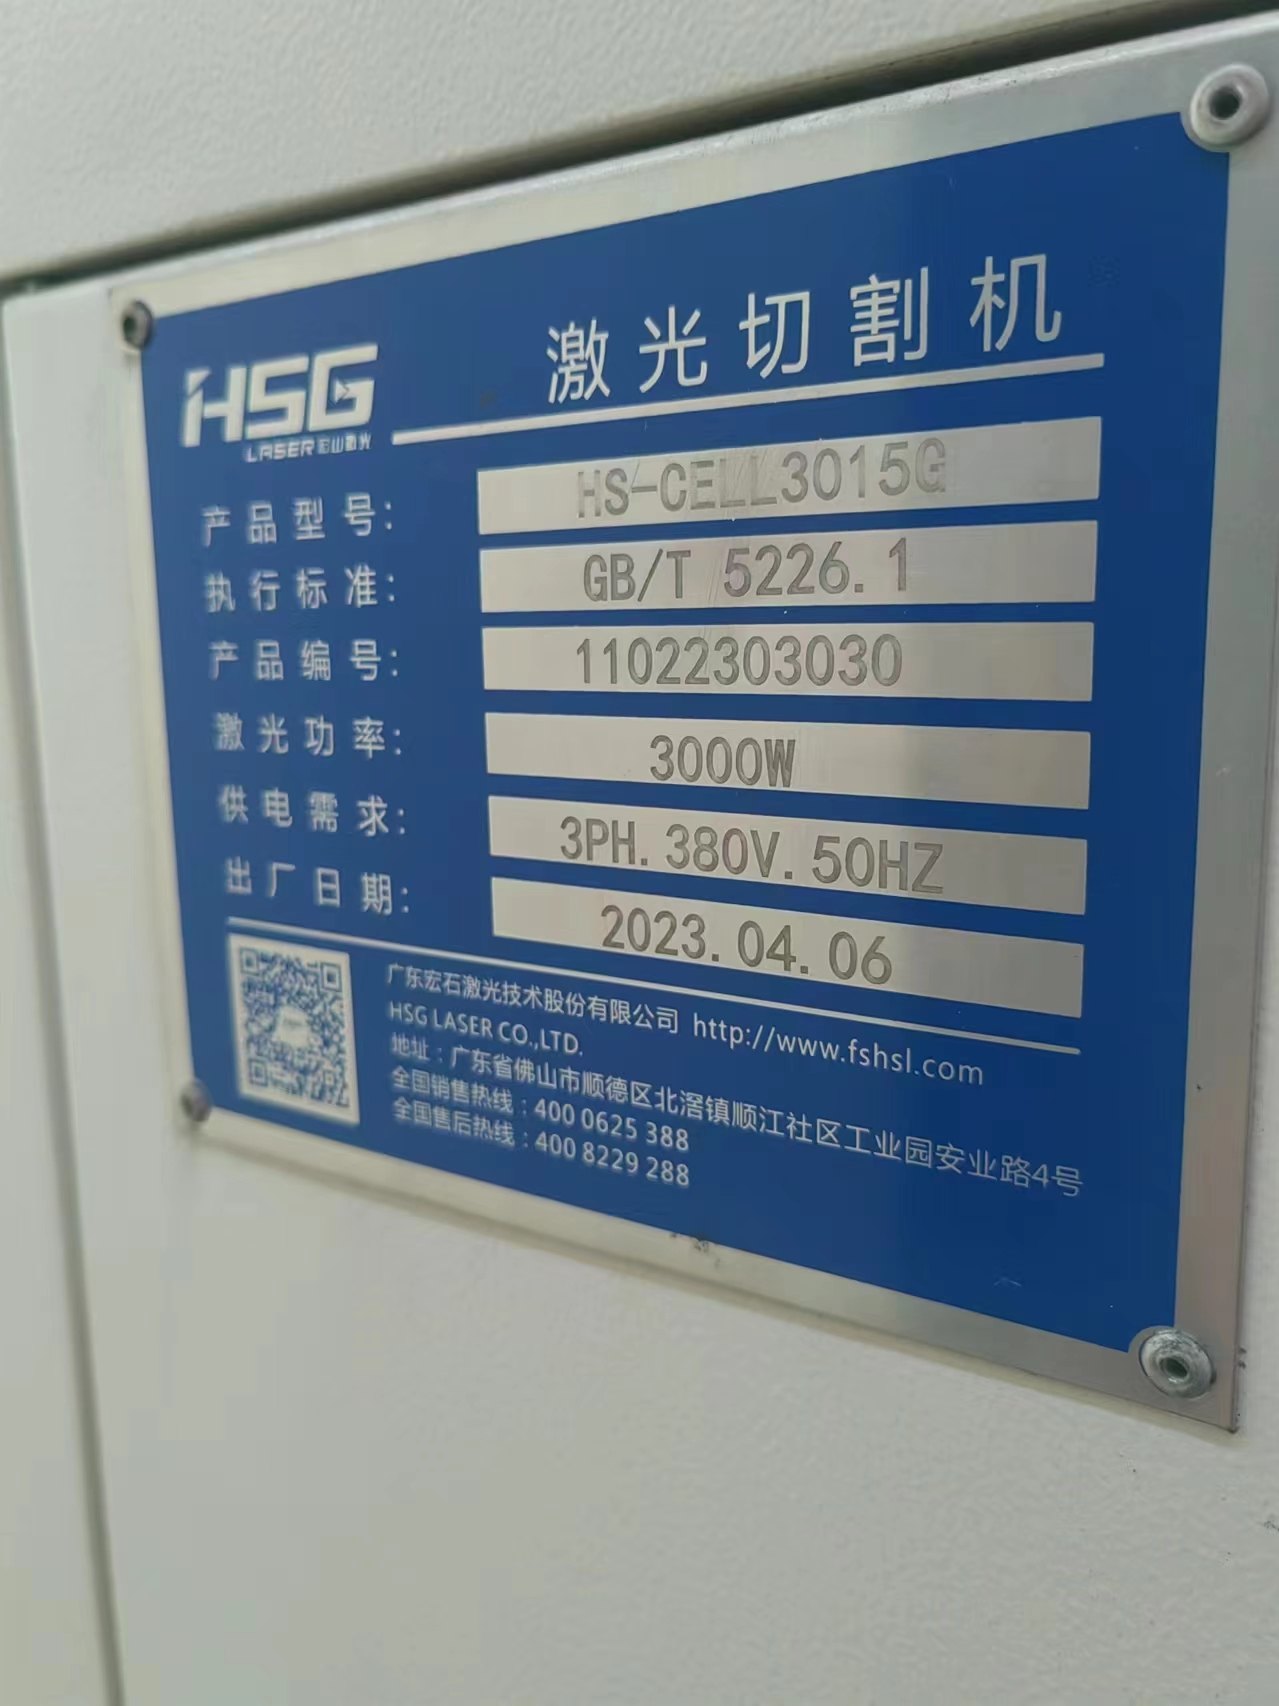 激光切割机
HSG
LASER 宏山激光
产品型号: HS-CELL3015G
执行标准: GB/T 5226.1
产品编号: 11022303030
激光功率: 3000W
供电需求: 3PH.380V.50HZ
出厂日期: 2023.04.06
广东宏石激光技术股份有限公司 http://www.fshsl.com
HSG LASER CO.,LTD.
地址:广东省佛山市顺德区北滘镇顺江社区工业园安业路4号
全国销售热线:400 0625 388
全国售后热线:400 8229 288